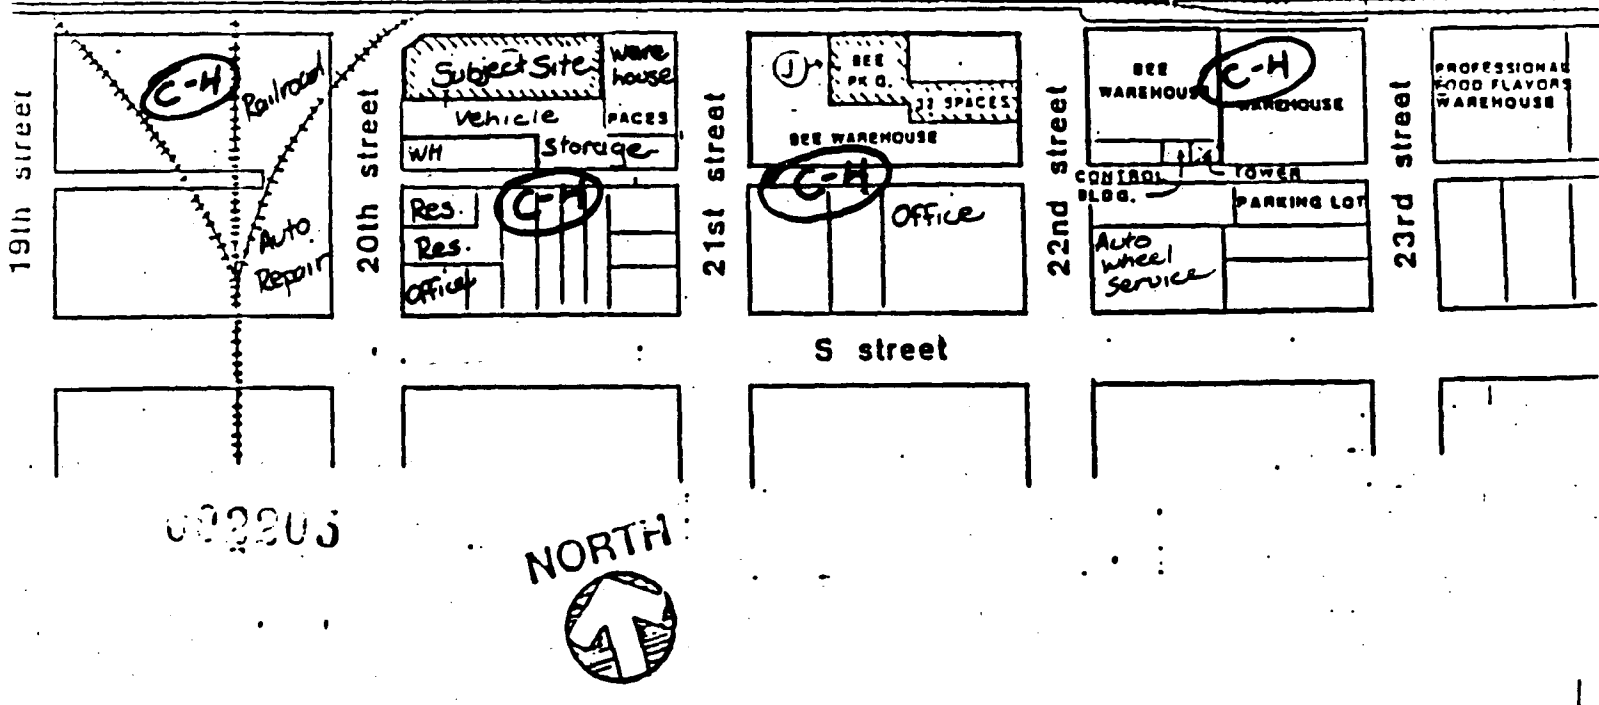 C-H
Railroad
Auto
Repair
19th street
Subject Site
Ware
house
Vehicle
PACES
WH
Storage
20th street
Res.
C-H
Res.
Office
21st street
J
BEE
PKG.
12 SPACES
BEE WAREHOUSE
C-H
Office
22nd street
BEE
WAREHOUSE
C-H
WAREHOUSE
CONTROL
BLDG.
TOWER
PARKING LOT
Auto
Wheel
Service
23rd street
PROFESSIONAL
FOOD FLAVORS
WAREHOUSE
S street
NORTH